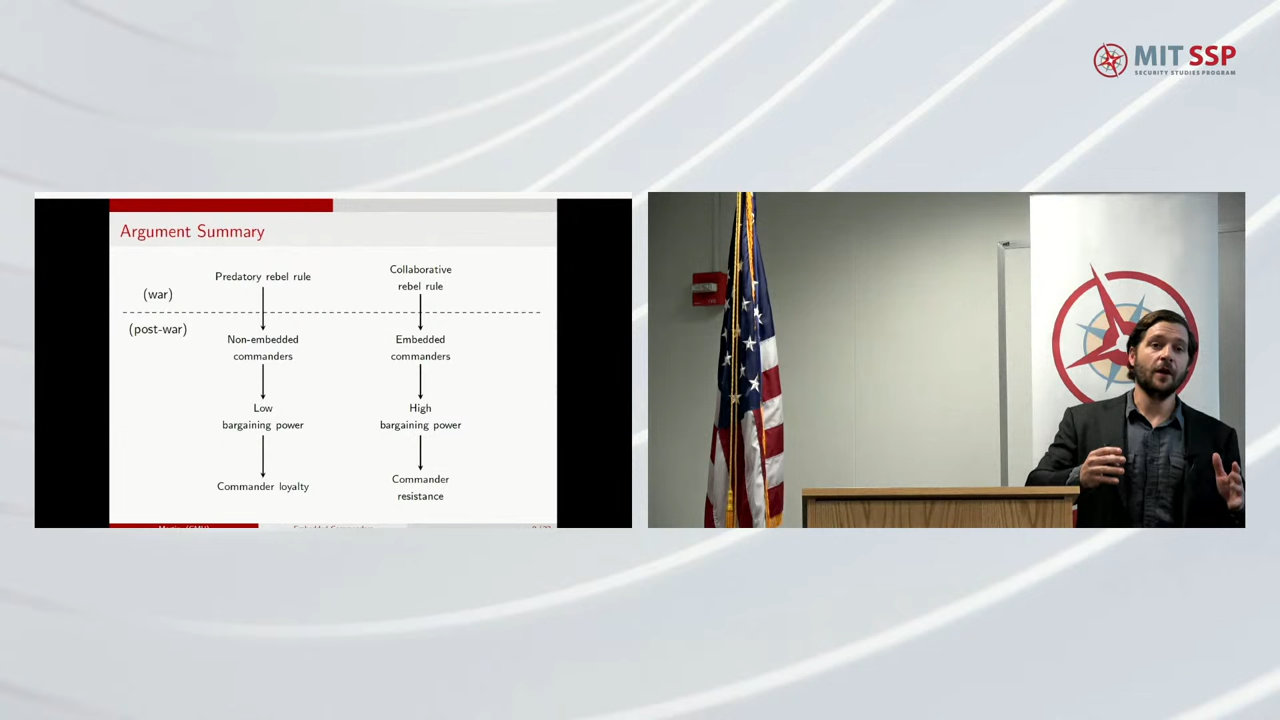 MIT SSP
SECURITY STUDIES PROGRAM
Argument Summary
Predatory rebel rule
Collaborative
rebel rule
(war)
(post-war)
Non-embedded
commanders
Embedded
commanders
Low
bargaining power
High
bargaining power
Commander loyalty
Commander
resistance